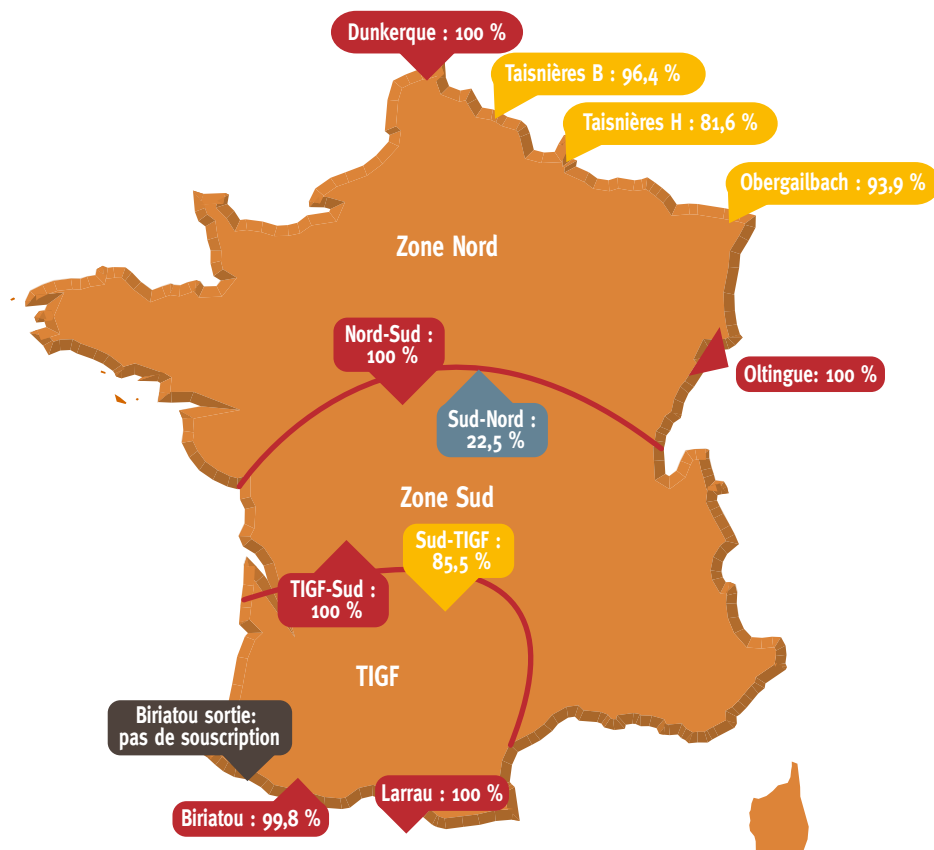 Dunkerque : 100 %
Taisnières B : 96,4 %
Taisnières H : 81,6 %
Obergailbach : 93,9 %
Zone Nord
Nord-Sud :
100 %
Oltingue: 100 %
Sud-Nord :
22,5 %
Zone Sud
Sud-TIGF :
85,5 %
TIGF-Sud :
100 %
TIGF
Biriatou sortie:
pas de souscription
Larrau : 100 %
Biriatou : 99,8 %